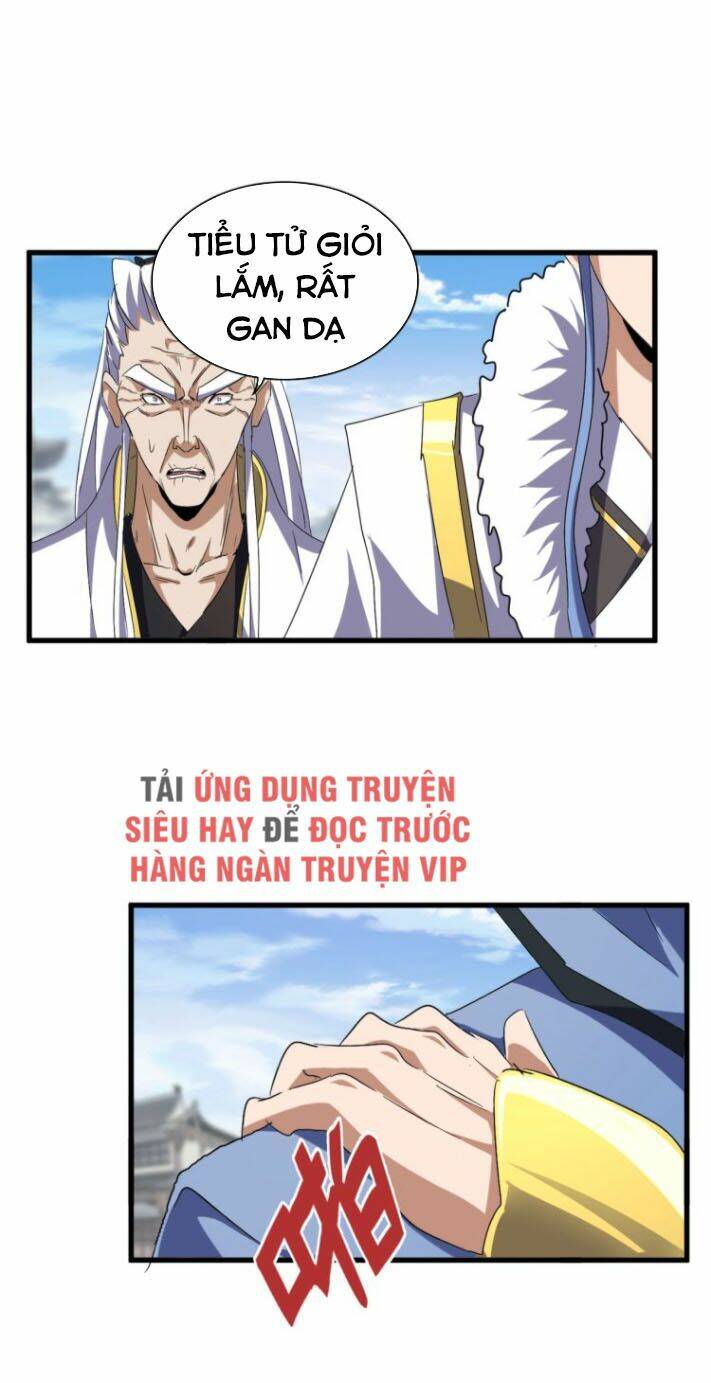 TIỂU TỬ GIỎI
LẮM, RẤT
GAN DẠ
TẢI ỨNG DỤNG TRUYỆN
SIÊU HAY ĐỂ ĐỌC TRƯỚC
HÀNG NGÀN TRUYỆN VIP
啪